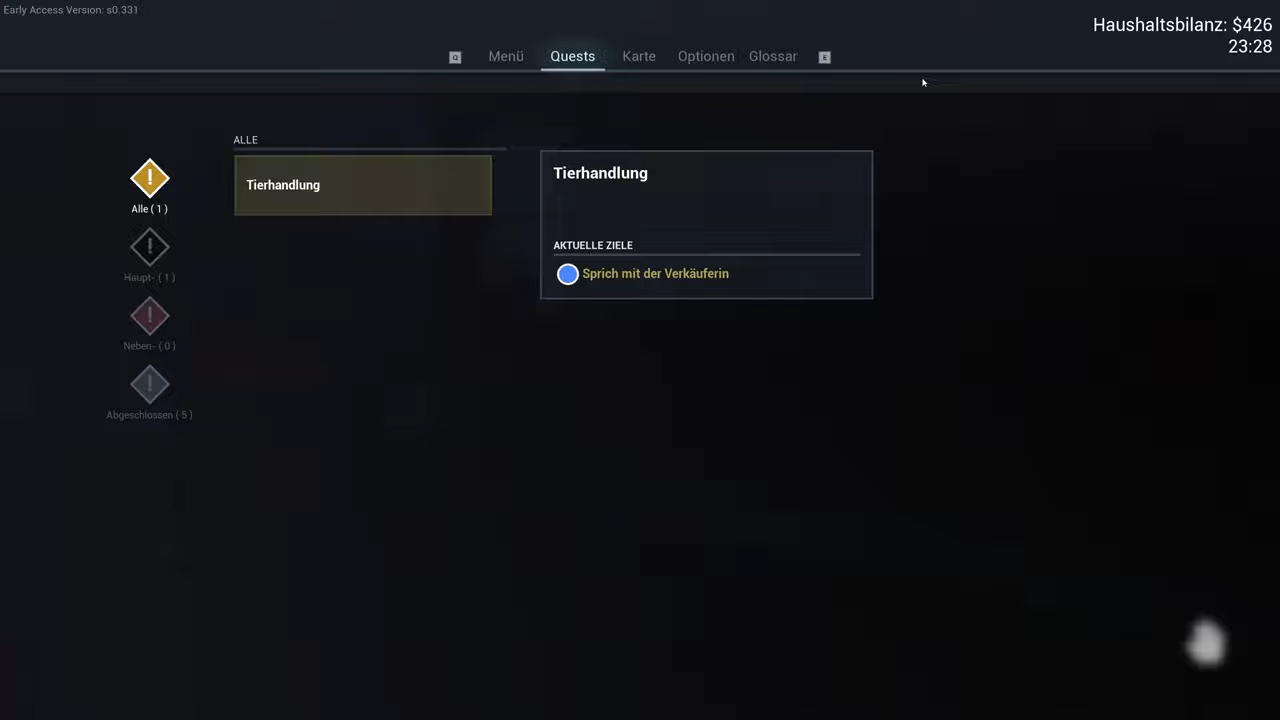 Early Access Version: s0.331
Haushaltsbilanz: $426
23:28
Q Menü Quests Karte Optionen Glossar E
ALLE
Tierhandlung
Alle ( 1 )
Haupt- ( 1 )
Neben- ( 0 )
Abgeschlossen ( 5 )
Tierhandlung
AKTUELLE ZIELE
Sprich mit der Verkäuferin